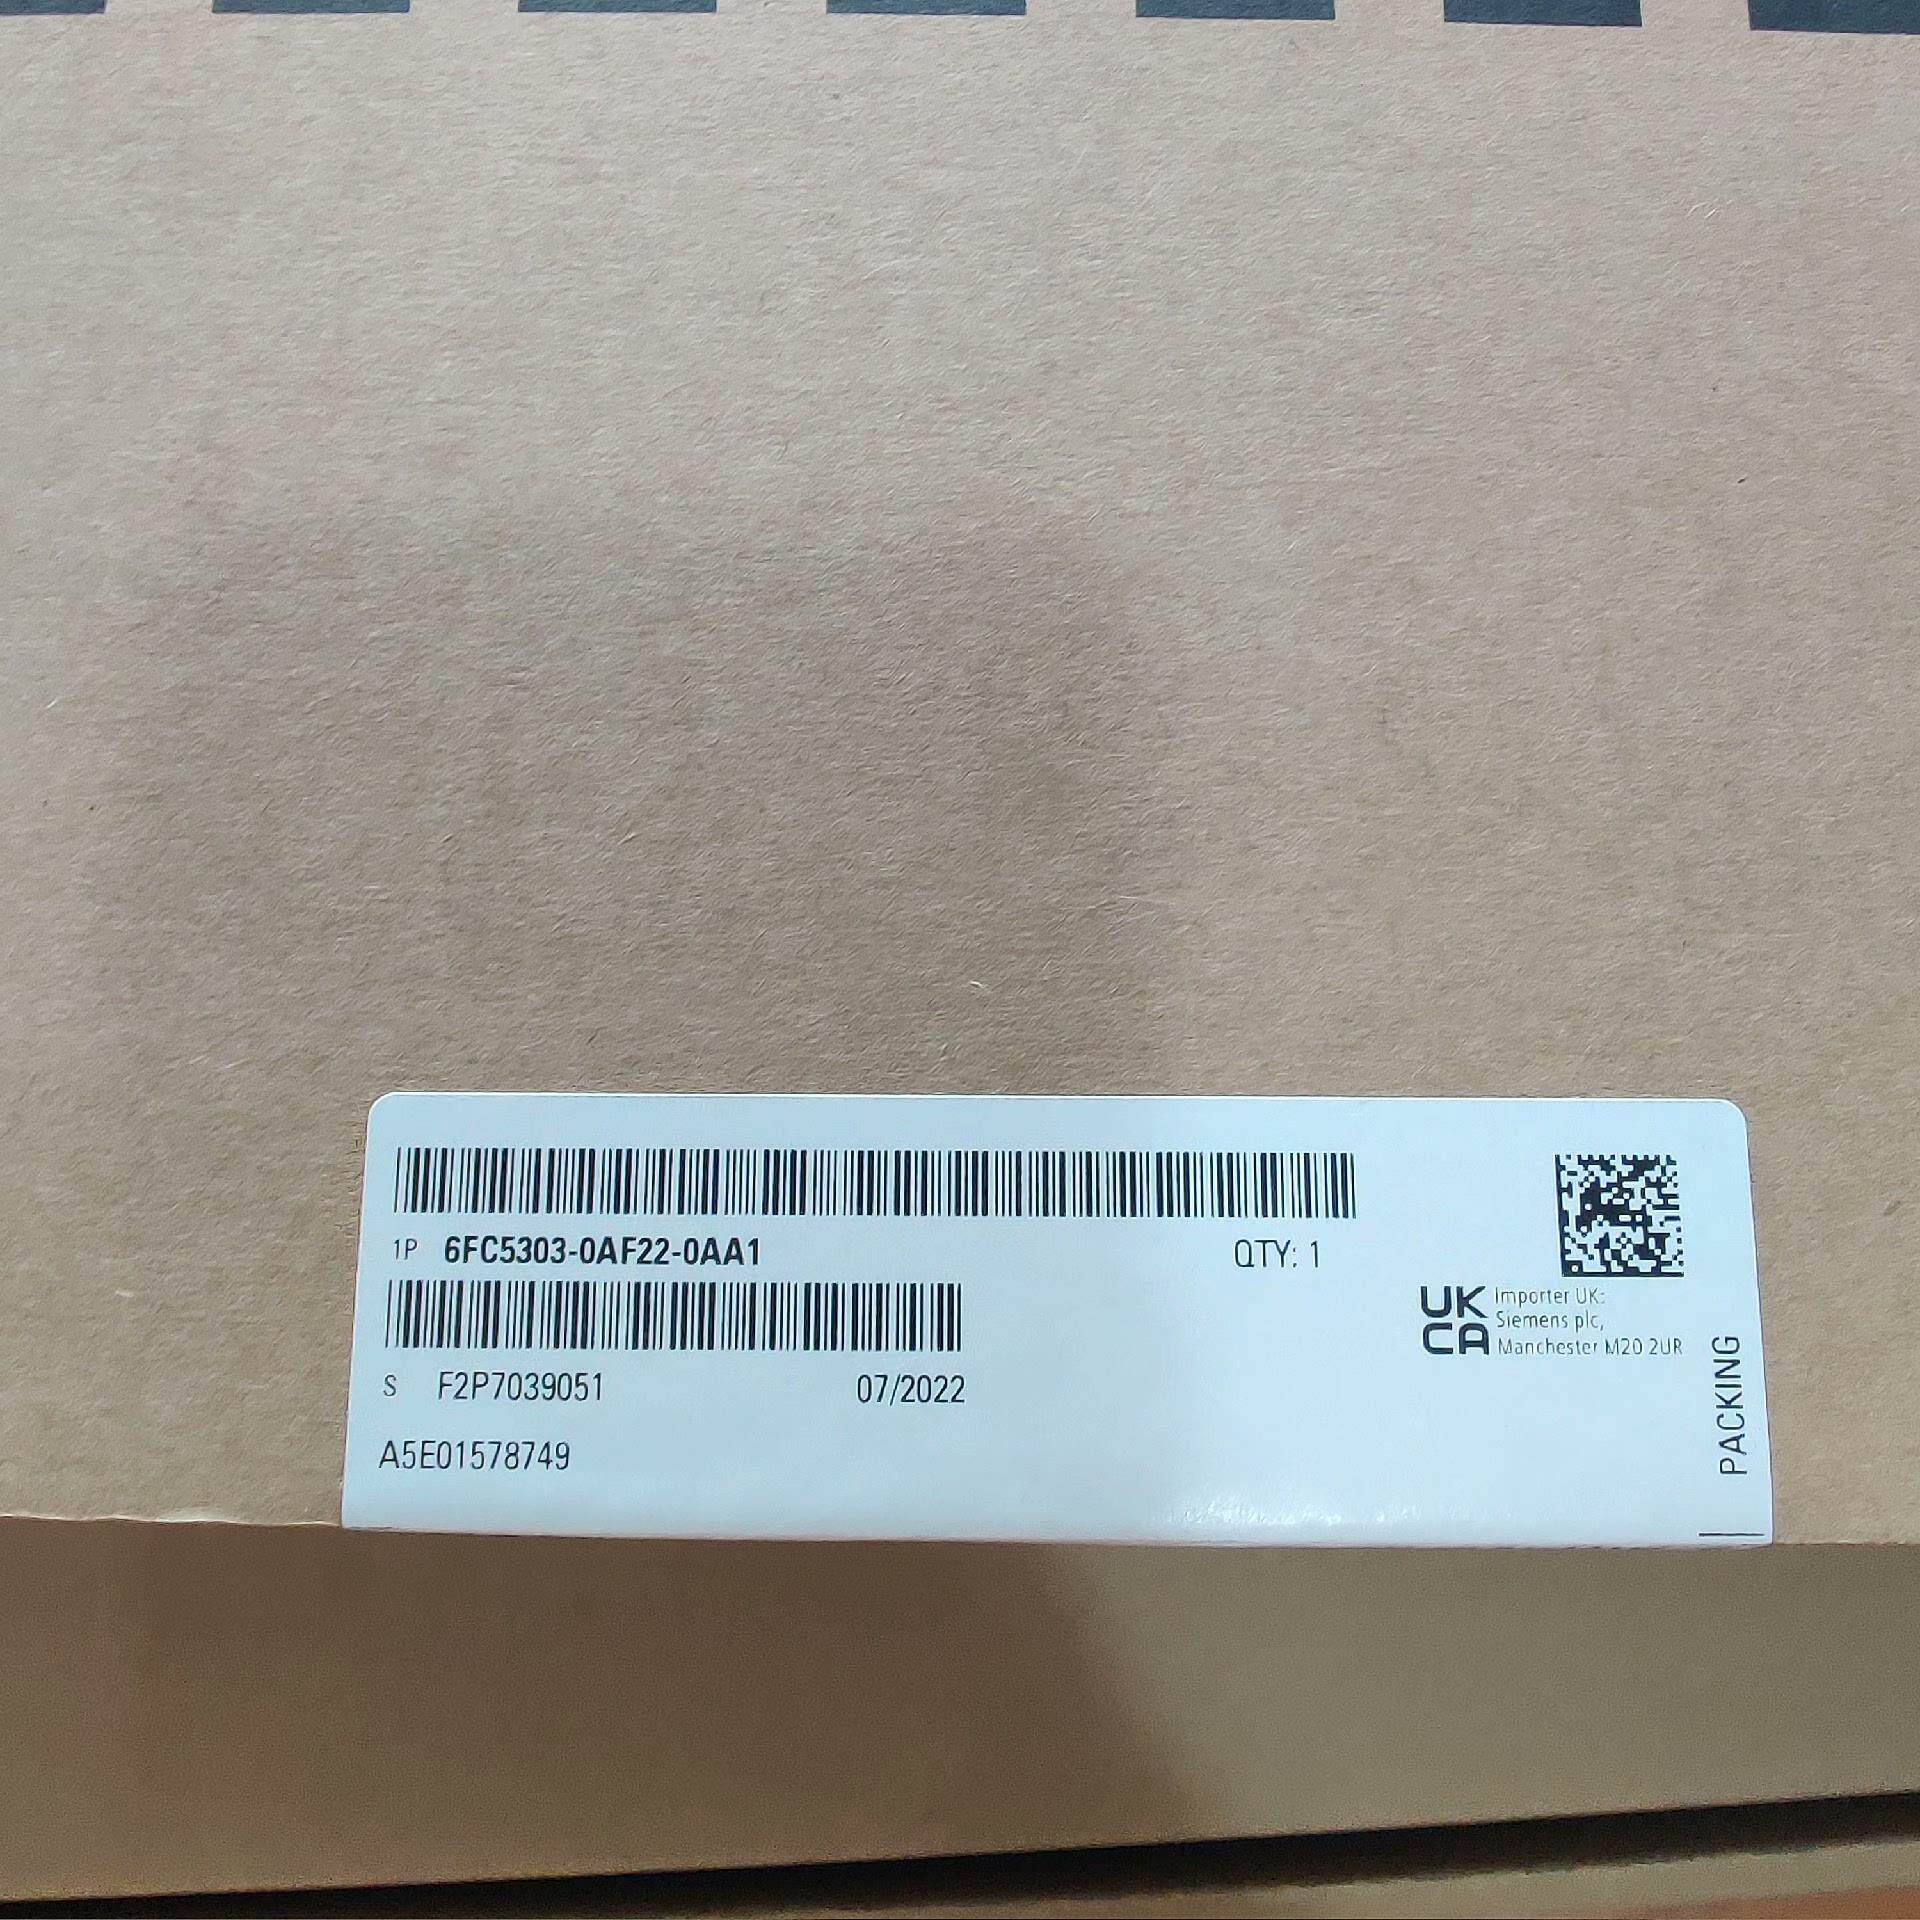 1P 6FC5303-0AF22-0AA1 QTY: 1
UK
CA
Importer UK:
Siemens plc,
Manchester M20 2UR
S F2P7039051 07/2022
A5E01578749
PACKING